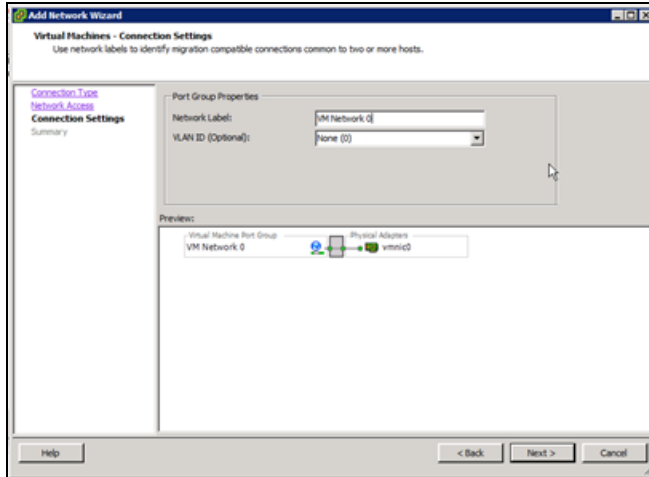 Add Network Wizard
Virtual Machines - Connection Settings
Use network labels to identify migration compatible connections common to two or more hosts.
Connection Type
Network Access
Connection Settings
Summary
Port Group Properties
Network Label: VM Network 0
VLAN ID (Optional): None (0)
Preview:
Virtual Machine Port Group Physical Adapters
VM Network 0 vmnic0
Help < Back Next > Cancel